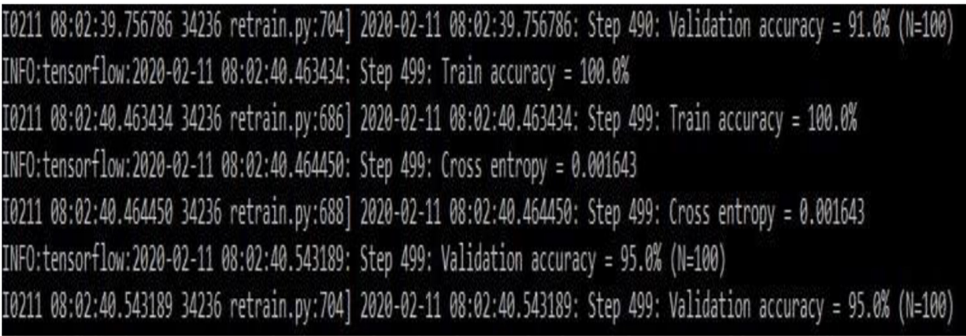 I0211 08:02:39.756786 34236 retrain.py:704] 2020-02-11 08:02:39.756786: Step 490: Validation accuracy = 91.0% (N=100)
INFO:tensorflow:2020-02-11 08:02:40.463434: Step 499: Train accuracy = 100.0%
I0211 08:02:40.463434 34236 retrain.py:686] 2020-02-11 08:02:40.463434: Step 499: Train accuracy = 100.0%
INFO:tensorflow:2020-02-11 08:02:40.464450: Step 499: Cross entropy = 0.001643
I0211 08:02:40.464450 34236 retrain.py:688] 2020-02-11 08:02:40.464450: Step 499: Cross entropy = 0.001643
INFO:tensorflow:2020-02-11 08:02:40.543189: Step 499: Validation accuracy = 95.0% (N=100)
I0211 08:02:40.543189 34236 retrain.py:704] 2020-02-11 08:02:40.543189: Step 499: Validation accuracy = 95.0% (N=100)